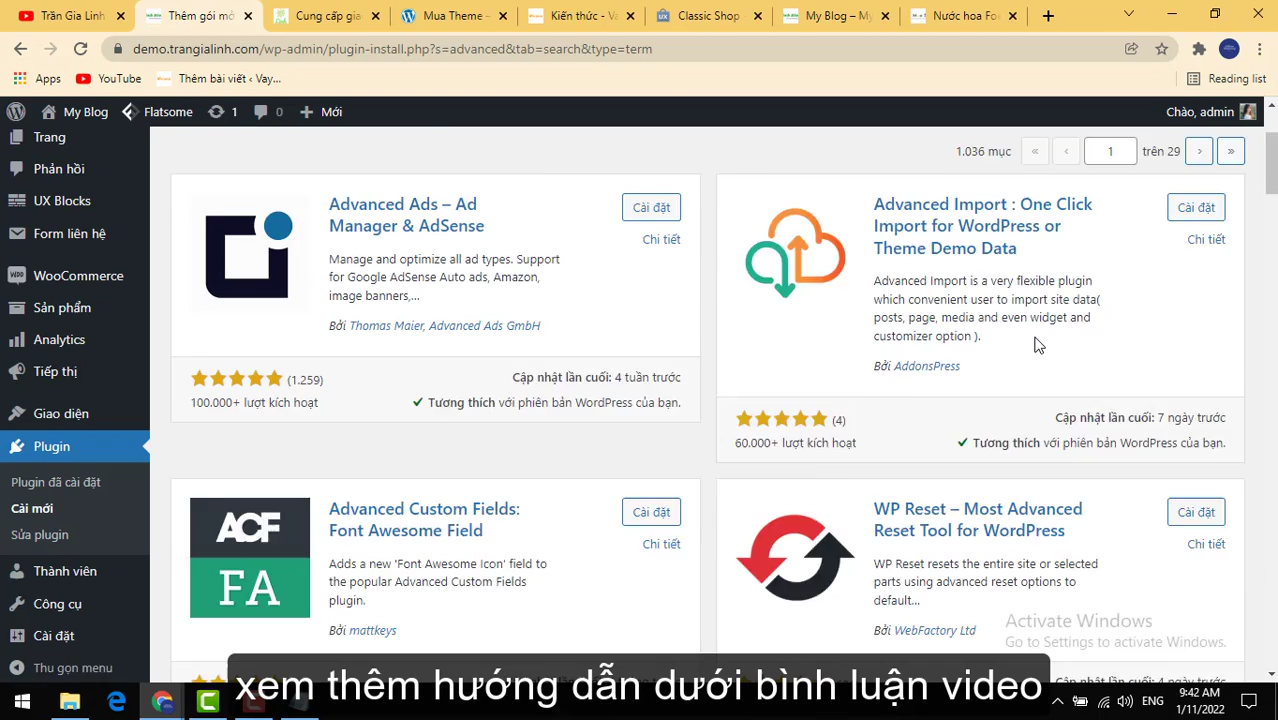 Trần Gia Linh
Thêm gói mở
Cung cấp gia
Mua Theme –
Kiến thức - Va
Classic Shop -
My Blog – My
Nước hoa Fos
demo.trangialinh.com/wp-admin/plugin-install.php?s=advanced&tab=search&type=term
Apps
YouTube
Thêm bài viết ‹ Vay...
Reading list
My Blog
Flatsome
1
0
Mới
Chào, admin
Trang
Phản hồi
UX Blocks
Form liên hệ
WooCommerce
Sản phẩm
Analytics
Tiếp thị
Giao diện
Plugin
Plugin đã cài đặt
Cài mới
Sửa plugin
Thành viên
Công cụ
Cài đặt
Thu gọn menu
1.036 mục « ‹ 1 trên 29 › »
Advanced Ads – Ad
Manager & AdSense
Cài đặt
Chi tiết
Manage and optimize all ad types. Support
for Google AdSense Auto ads, Amazon,
image banners,...
Bởi Thomas Maier, Advanced Ads GmbH
(1.259)
100.000+ lượt kích hoạt
Cập nhật lần cuối: 4 tuần trước
Tương thích với phiên bản WordPress của bạn.
Advanced Import : One Click
Import for WordPress or
Theme Demo Data
Cài đặt
Chi tiết
Advanced Import is a very flexible plugin
which convenient user to import site data(
posts, page, media and even widget and
customizer option ).
Bởi AddonsPress
(4)
60.000+ lượt kích hoạt
Cập nhật lần cuối: 7 ngày trước
Tương thích với phiên bản WordPress của bạn.
ACF
FA
Advanced Custom Fields:
Font Awesome Field
Cài đặt
Chi tiết
Adds a new 'Font Awesome Icon' field to
the popular Advanced Custom Fields
plugin.
Bởi mattkeys
WP Reset – Most Advanced
Reset Tool for WordPress
Cài đặt
Chi tiết
WP Reset resets the entire site or selected
parts using advanced reset options to
default...
Bởi WebFactory Ltd
Activate Windows
Go to Settings to activate Windows.
xem thêm hướng dẫn dưới bình luận video
ENG
9:42 AM
1/11/2022